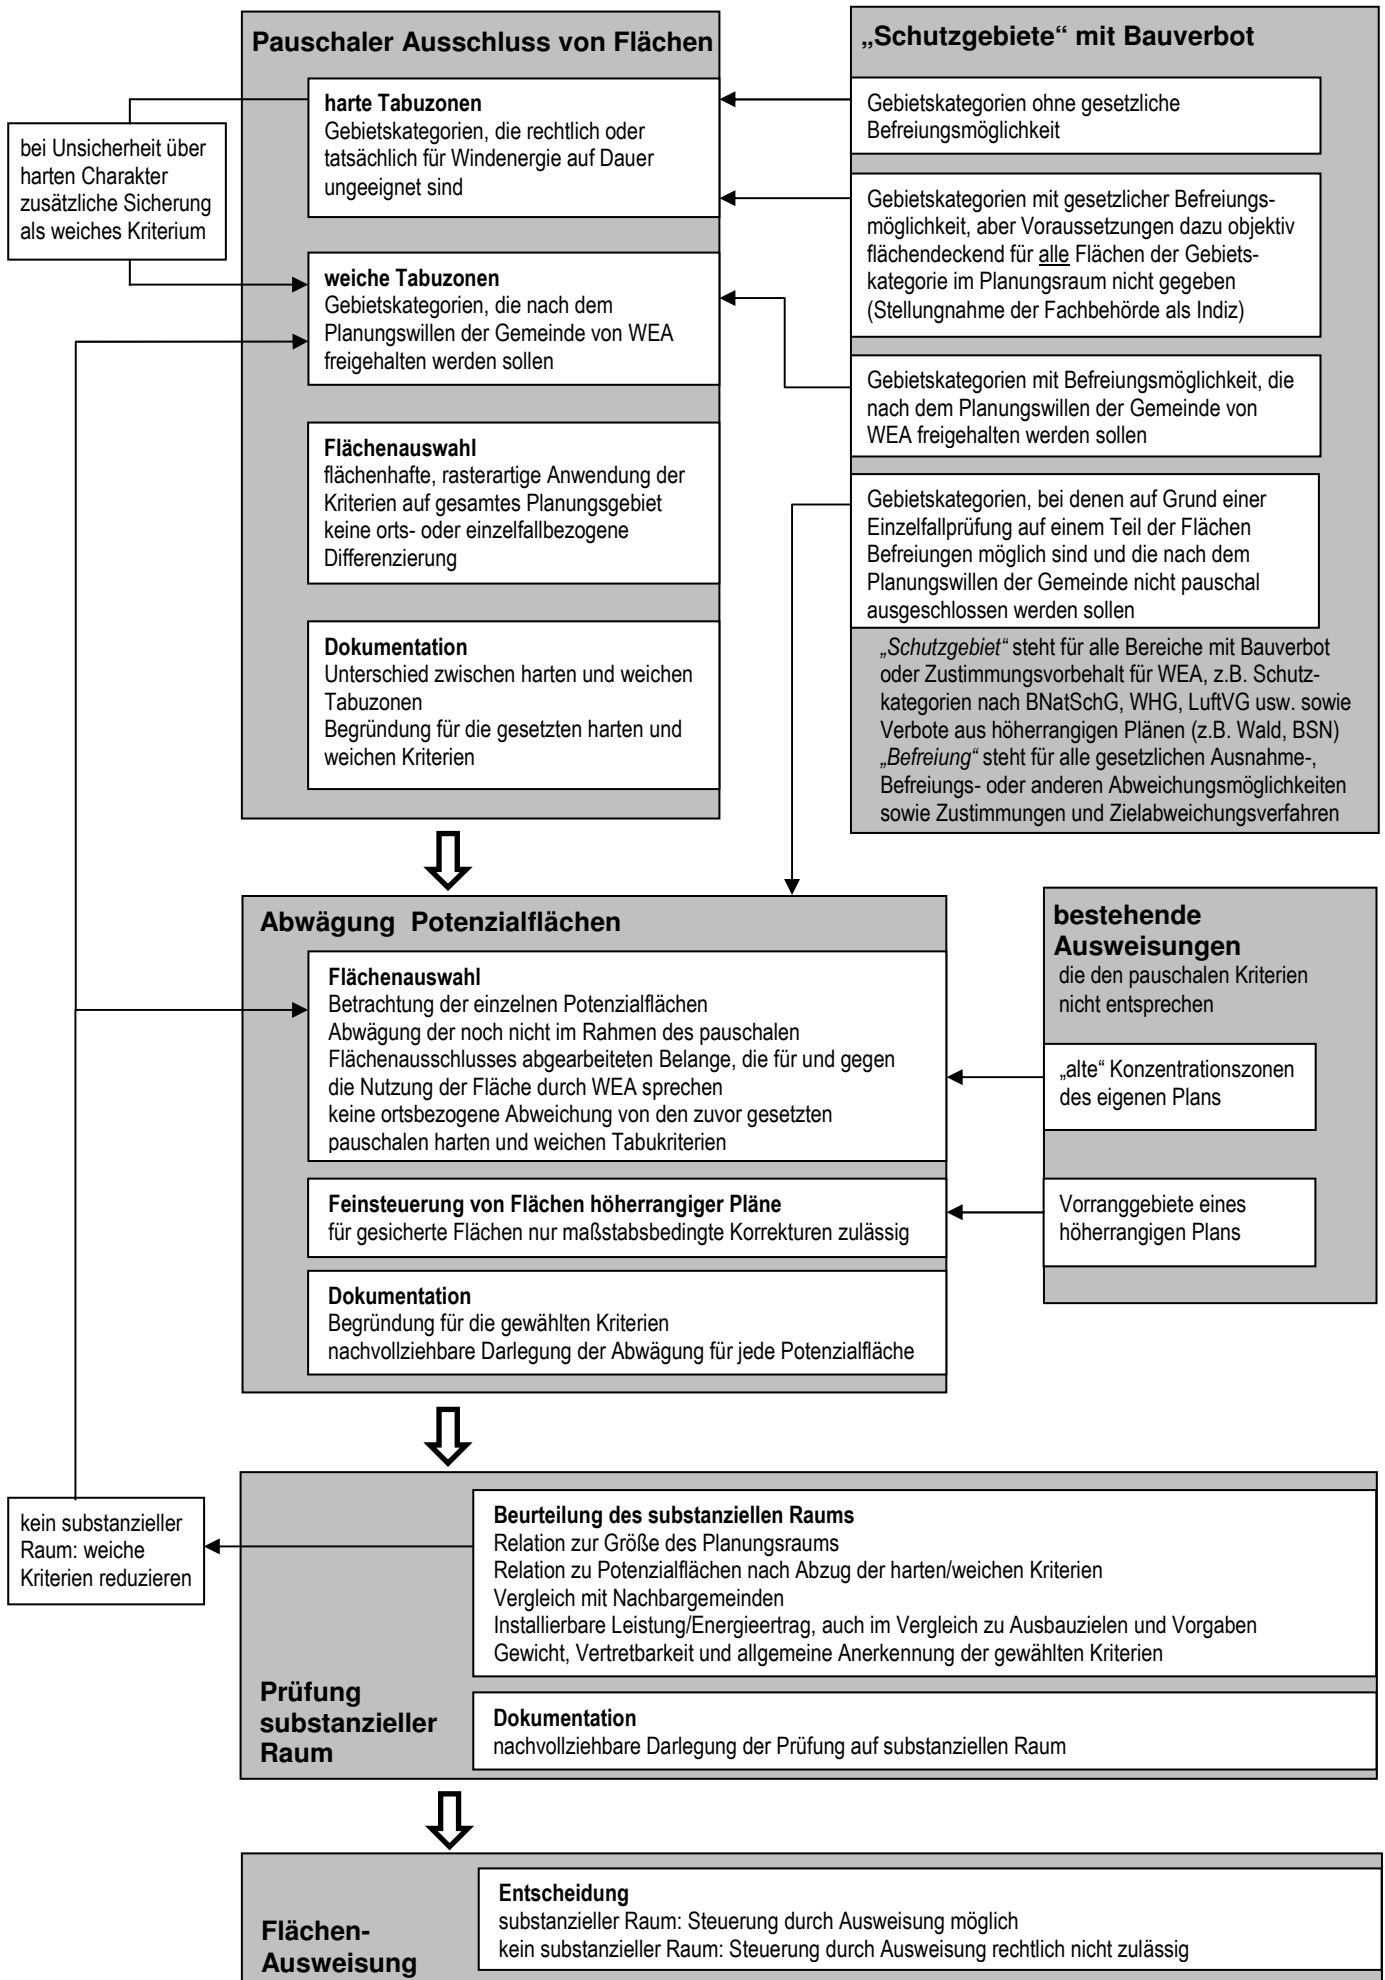 Pauschaler Ausschluss von Flächen
harte Tabuzonen
Gebietskategorien, die rechtlich oder
tatsächlich für Windenergie auf Dauer
ungeeignet sind
bei Unsicherheit über
harten Charakter
zusätzliche Sicherung
als weiches Kriterium
weiche Tabuzonen
Gebietskategorien, die nach dem
Planungswillen der Gemeinde von WEA
freigehalten werden sollen
Flächenauswahl
flächenhafte, rasterartige Anwendung der
Kriterien auf gesamtes Planungsgebiet
keine orts- oder einzelfallbezogene
Differenzierung
Dokumentation
Unterschied zwischen harten und weichen
Tabuzonen
Begründung für die gesetzten harten und
weichen Kriterien
„Schutzgebiete“ mit Bauverbot
Gebietskategorien ohne gesetzliche
Befreiungsmöglichkeit
Gebietskategorien mit gesetzlicher Befreiungs-
möglichkeit, aber Voraussetzungen dazu objektiv
flächendeckend für alle Flächen der Gebiets-
kategorie im Planungsraum nicht gegeben
(Stellungnahme der Fachbehörde als Indiz)
Gebietskategorien mit Befreiungsmöglichkeit, die
nach dem Planungswillen der Gemeinde von
WEA freigehalten werden sollen
Gebietskategorien, bei denen auf Grund einer
Einzelfallprüfung auf einem Teil der Flächen
Befreiungen möglich sind und die nach dem
Planungswillen der Gemeinde nicht pauschal
ausgeschlossen werden sollen
„Schutzgebiet“ steht für alle Bereiche mit Bauverbot
oder Zustimmungsvorbehalt für WEA, z.B. Schutz-
kategorien nach BNatSchG, WHG, LuftVG usw. sowie
Verbote aus höherrangigen Plänen (z.B. Wald, BSN)
„Befreiung“ steht für alle gesetzlichen Ausnahme-,
Befreiungs- oder anderen Abweichungsmöglichkeiten
sowie Zustimmungen und Zielabweichungsverfahren
Abwägung Potenzialflächen
Flächenauswahl
Betrachtung der einzelnen Potenzialflächen
Abwägung der noch nicht im Rahmen des pauschalen
Flächenausschlusses abgearbeiteten Belange, die für und gegen
die Nutzung der Fläche durch WEA sprechen
keine ortsbezogene Abweichung von den zuvor gesetzten
pauschalen harten und weichen Tabukriterien
Feinsteuerung von Flächen höherrangiger Pläne
für gesicherte Flächen nur maßstabsbedingte Korrekturen zulässig
Dokumentation
Begründung für die gewählten Kriterien
nachvollziehbare Darlegung der Abwägung für jede Potenzialfläche
bestehende
Ausweisungen
die den pauschalen Kriterien
nicht entsprechen
„alte“ Konzentrationszonen
des eigenen Plans
Vorranggebiete eines
höherrangigen Plans
kein substanzieller
Raum: weiche
Kriterien reduzieren
Prüfung
substanzieller
Raum
Beurteilung des substanziellen Raums
Relation zur Größe des Planungsraums
Relation zu Potenzialflächen nach Abzug der harten/weichen Kriterien
Vergleich mit Nachbargemeinden
Installierbare Leistung/Energieertrag, auch im Vergleich zu Ausbauzielen und Vorgaben
Gewicht, Vertretbarkeit und allgemeine Anerkennung der gewählten Kriterien
Dokumentation
nachvollziehbare Darlegung der Prüfung auf substanziellen Raum
Flächen-
Ausweisung
Entscheidung
substanzieller Raum: Steuerung durch Ausweisung möglich
kein substanzieller Raum: Steuerung durch Ausweisung rechtlich nicht zulässig